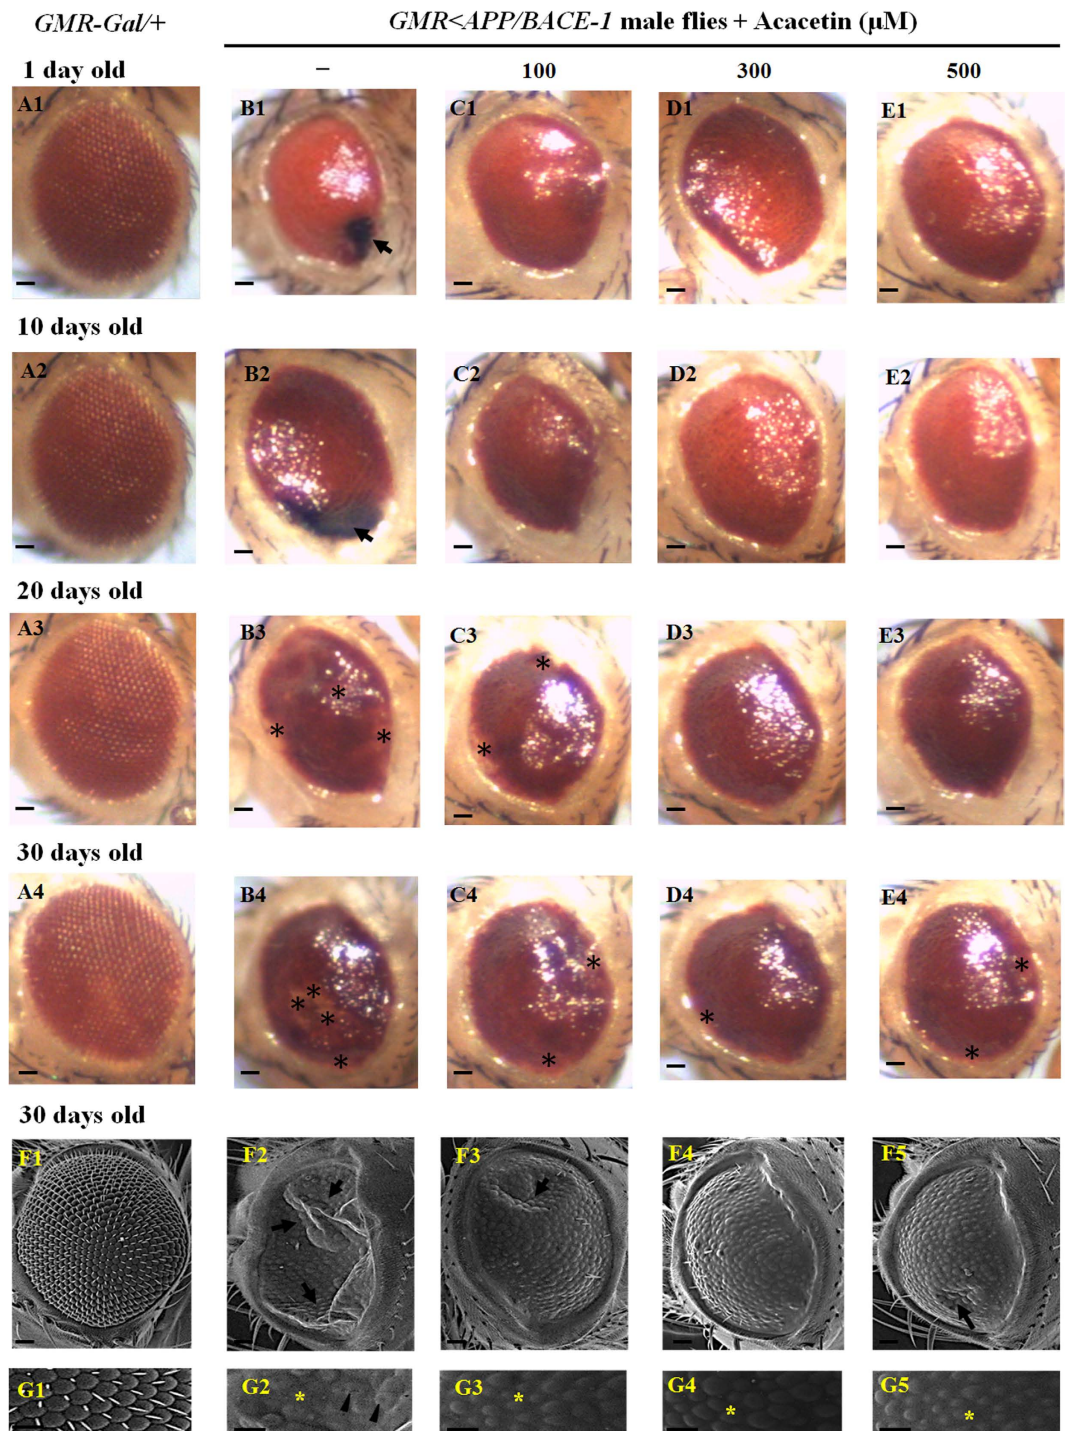 GMR-Gal/+ GMR<APP/BACE-1 male flies + Acacetin (µM)
1 day old – 100 300 500
A1 B1 C1 D1 E1
10 days old
A2 B2 C2 D2 E2
20 days old
A3 B3 C3 D3 E3
* * * * *
30 days old
A4 B4 C4 D4 E4
* * * * * * * * *
30 days old
F1 F2 F3 F4 F5
G1 G2 G3 G4 G5
* * * *